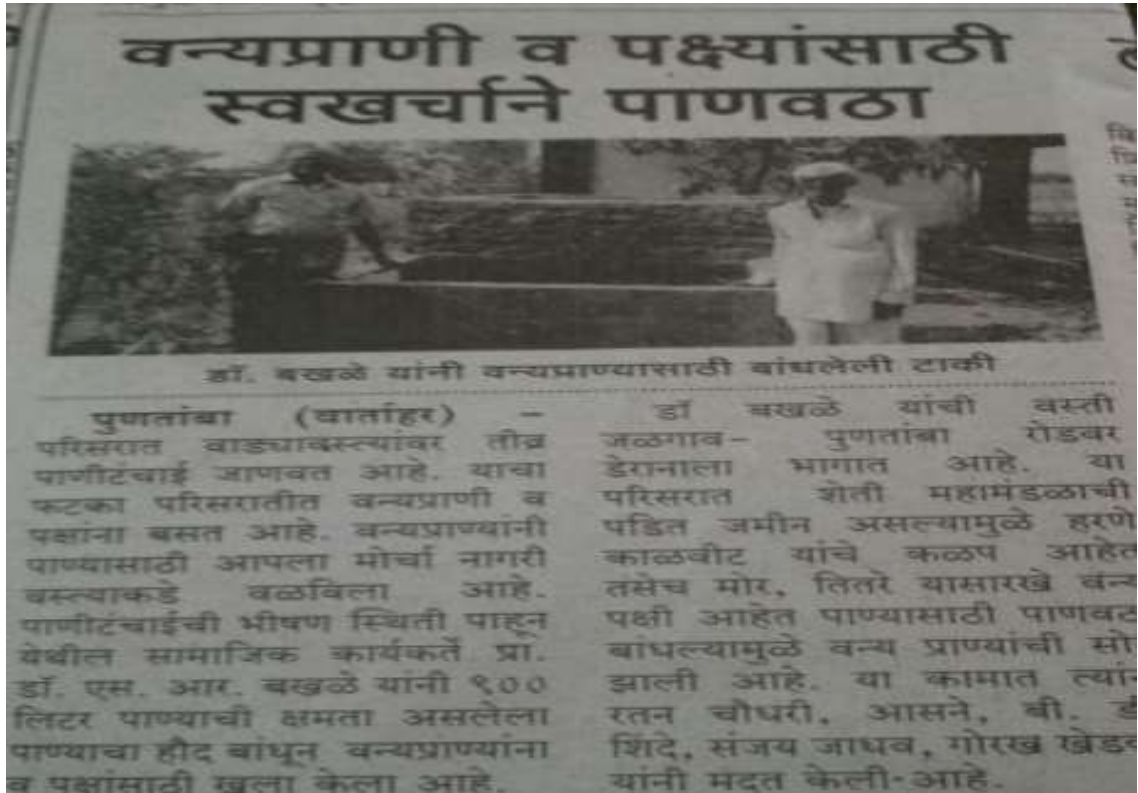 वन्यप्राणी व पक्ष्यांसाठी
स्वखर्चाने पाणवठा
डॉ. बखळे यांनी वन्यप्राण्यासाठी बांधलेली टाकी
पुणतांबा (वार्ताहर) –
परिसरात वाड्यावस्त्यांवर तीव्र
पाणीटंचाई जाणवत आहे. याचा
फटका परिसरातीत वन्यप्राणी व
पक्षांना बसत आहे. वन्यप्राण्यांनी
पाण्यासाठी आपला मोर्चा नागरी
वस्त्याकडे वळविला आहे.
पाणीटंचाईची भीषण स्थिती पाहून
येथील सामाजिक कार्यकर्ते प्रा.
डॉ. एस. आर. बखळे यांनी ९००
लिटर पाण्याची क्षमता असलेला
पाण्याचा हौद बांधून वन्यप्राण्यांना
व पक्षांसाठी खुला केला आहे.
डॉ बखळे यांची वस्ती
जळगाव– पुणतांबा रोडवर
डेरानाला भागात आहे. या
परिसरात शेती महामंडळाची
पडित जमीन असल्यामुळे हरणे
काळवीट यांचे कळप आहेत
तसेच मोर, तितरे यासारखे वन्य
पक्षी आहेत पाण्यासाठी
बांधल्यामुळे वन्य प्राण्यांची
झाली आहे. या कामात
रतन चौधरी, आसने, बी.
शिंदे, संजय जाधव, गोरख
यांनी मदत केली-आहे.